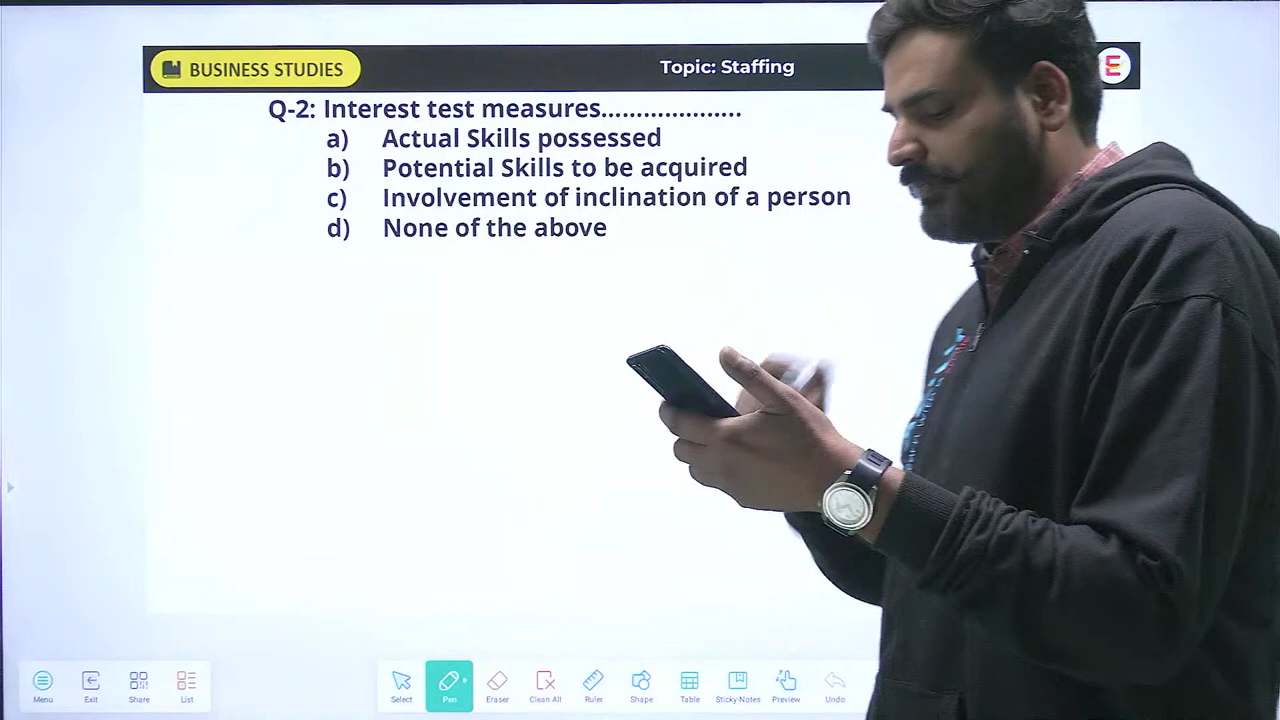 BUSINESS STUDIES
Topic: Staffing
E
Q-2: Interest test measures....................
a) Actual Skills possessed
b) Potential Skills to be acquired
c) Involvement of inclination of a person
d) None of the above
Menu
Exit
Share
List
Select
Pen
Eraser
Clean All
Ruler
Shape
Table
Sticky-Notes
Preview
Undo